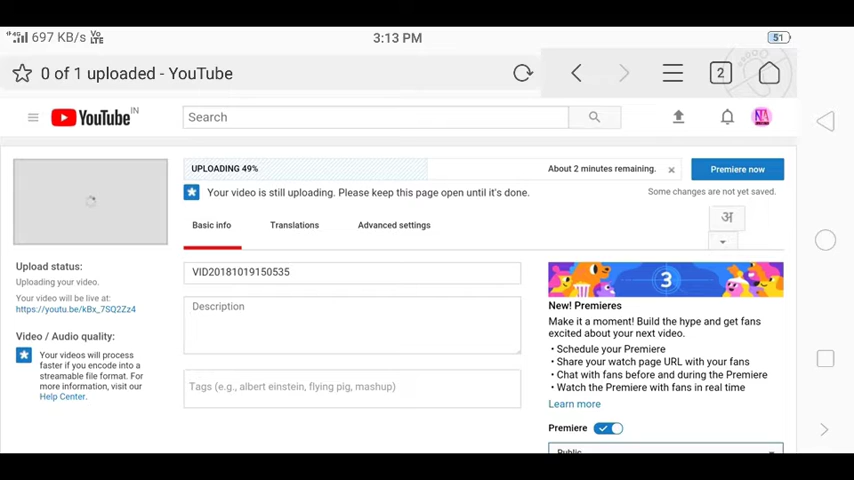 4G 697 KB/s Vo LTE 3:13 PM 51
0 of 1 uploaded - YouTube 2
YouTube IN Search NA
UPLOADING 49% About 2 minutes remaining. × Premiere now
Your video is still uploading. Please keep this page open until it's done. Some changes are not yet saved.
Basic info Translations Advanced settings अ
Upload status:
Uploading your video.
Your video will be live at:
https://youtu.be/kBx_7SQ2Zz4
Video / Audio quality:
Your videos will process
faster if you encode into a
streamable file format. For
more information, visit our
Help Center.
VID20181019150535
Description
Tags (e.g., albert einstein, flying pig, mashup)
3
New! Premieres
Make it a moment! Build the hype and get fans
excited about your next video.
• Schedule your Premiere
• Share your watch page URL with your fans
• Chat with fans before and during the Premiere
• Watch the Premiere with fans in real time
Learn more
Premiere
Public